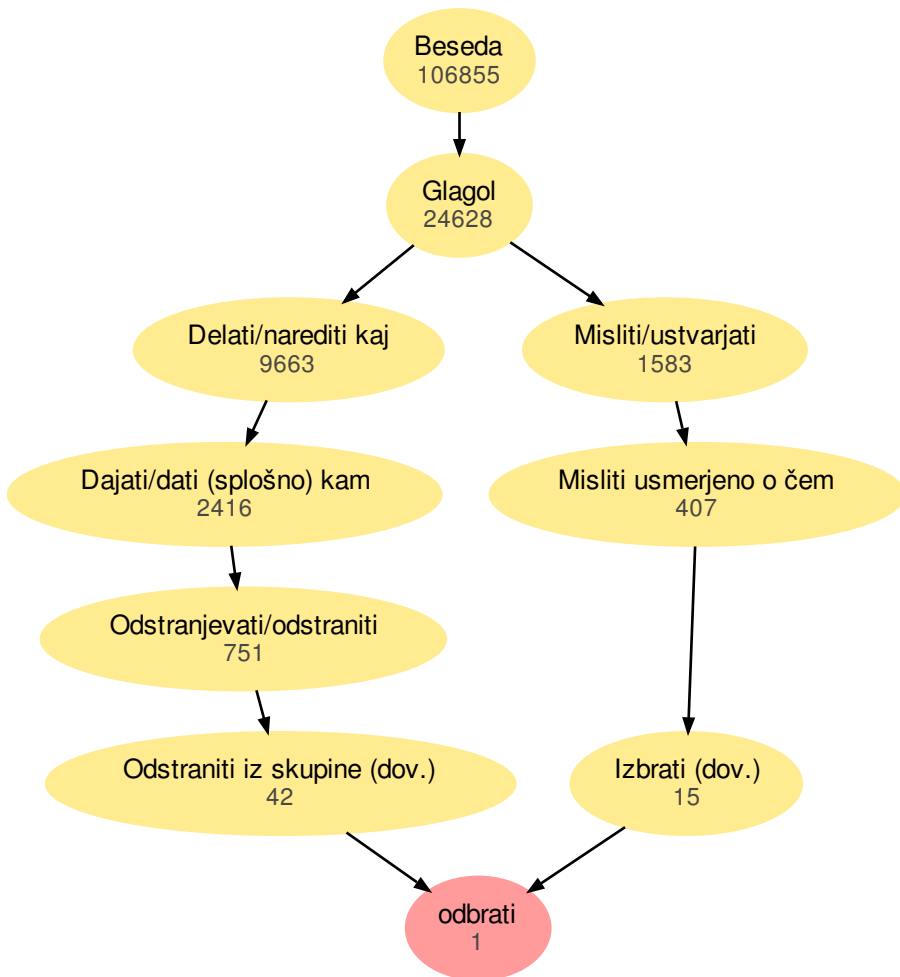 Beseda
106855
Glagol
24628
Delati/narediti kaj
9663
Misliti/ustvarjati
1583
Dajati/dati (splošno) kam
2416
Misliti usmerjeno o čem
407
Odstranjevati/odstraniti
751
Odstraniti iz skupine (dov.)
42
Izbrati (dov.)
15
odbrati
1